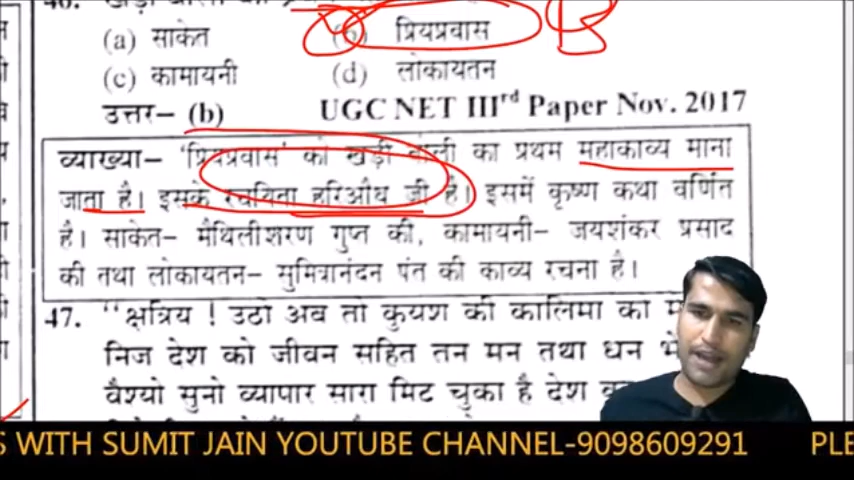 (a) साकेत (b) प्रियप्रवास
(c) कामायनी (d) लोकायतन
उत्तर– (b) UGC NET IIIrd Paper Nov. 2017
व्याख्या– 'प्रियप्रवास' को खड़ी बोली का प्रथम महाकाव्य माना
जाता है। इसके रचयिता हरिऔध जी है। इसमें कृष्ण कथा वर्णित
है। साकेत– मैथिलीशरण गुप्त की, कामायनी– जयशंकर प्रसाद
की तथा लोकायतन– सुमित्रानंदन पंत की काव्य रचना है।
47. "क्षत्रिय ! उठो अब तो कुयश की कालिमा को
निज देश को जीवन सहित तन मन तथा धन
वैश्यो सुनो व्यापार सारा मिट चुका है देश
S WITH SUMIT JAIN YOUTUBE CHANNEL-9098609291 PLE